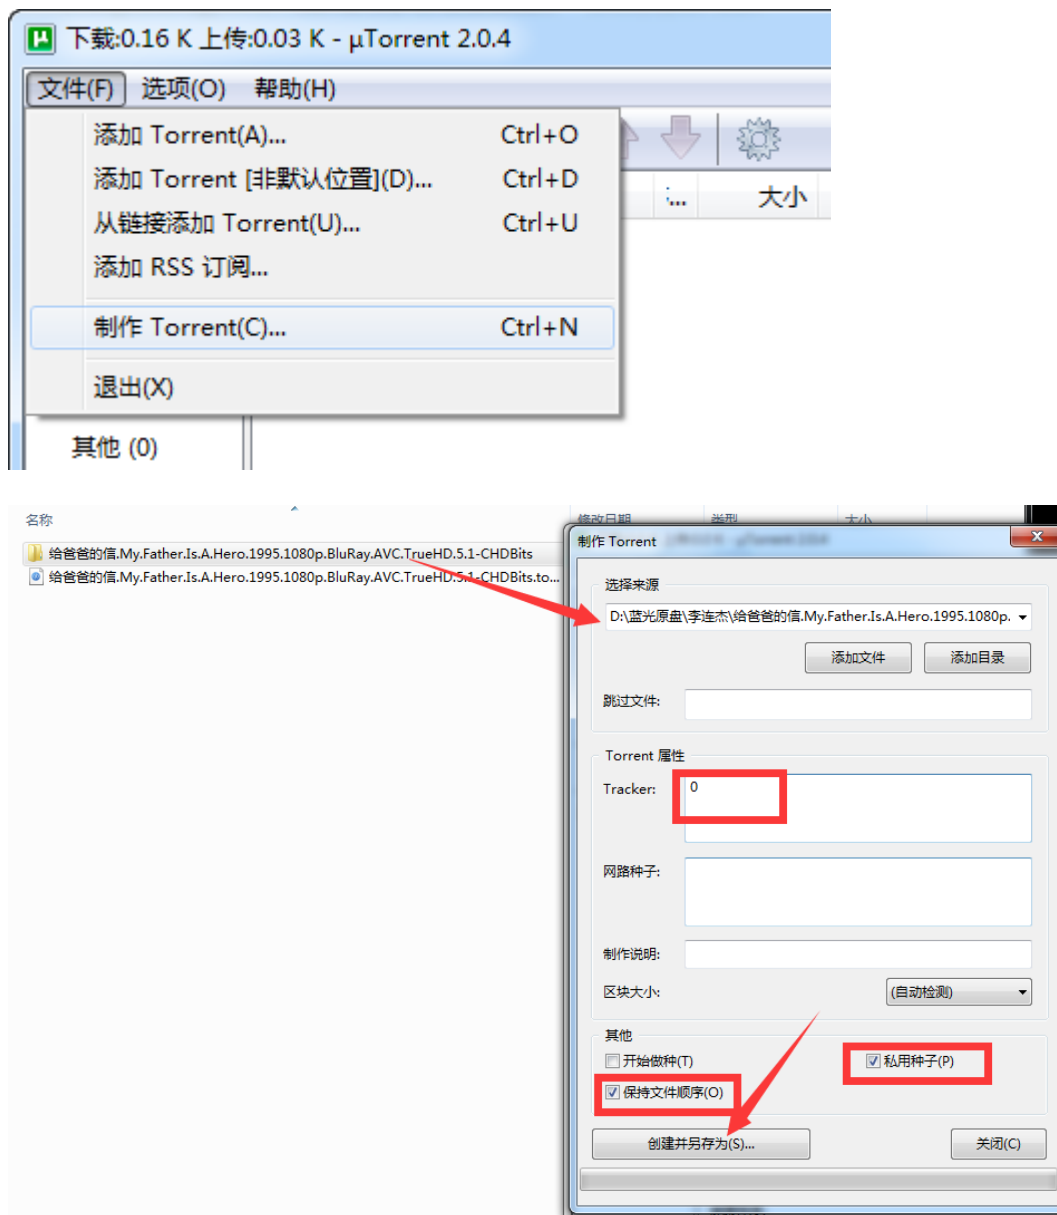 下载:0.16 K 上传:0.03 K - µTorrent 2.0.4
文件(F) 选项(O) 帮助(H)
添加 Torrent(A)... Ctrl+O
添加 Torrent [非默认位置](D)... Ctrl+D
从链接添加 Torrent(U)... Ctrl+U
添加 RSS 订阅...
制作 Torrent(C)... Ctrl+N
退出(X)
... 大小
其他 (0)
名称 修改日期 类型 大小
给爸爸的信.My.Father.Is.A.Hero.1995.1080p.BluRay.AVC.TrueHD.5.1-CHDBits
给爸爸的信.My.Father.Is.A.Hero.1995.1080p.BluRay.AVC.TrueHD.5.1-CHDBits.to...
制作 Torrent
选择来源
D:\蓝光原盘\李连杰\给爸爸的信.My.Father.Is.A.Hero.1995.1080p.
添加文件 添加目录
跳过文件:
Torrent 属性
Tracker: 0
网路种子:
制作说明:
区块大小: (自动检测)
其他
开始做种(T) 私用种子(P)
保持文件顺序(O)
创建并另存为(S)... 关闭(C)